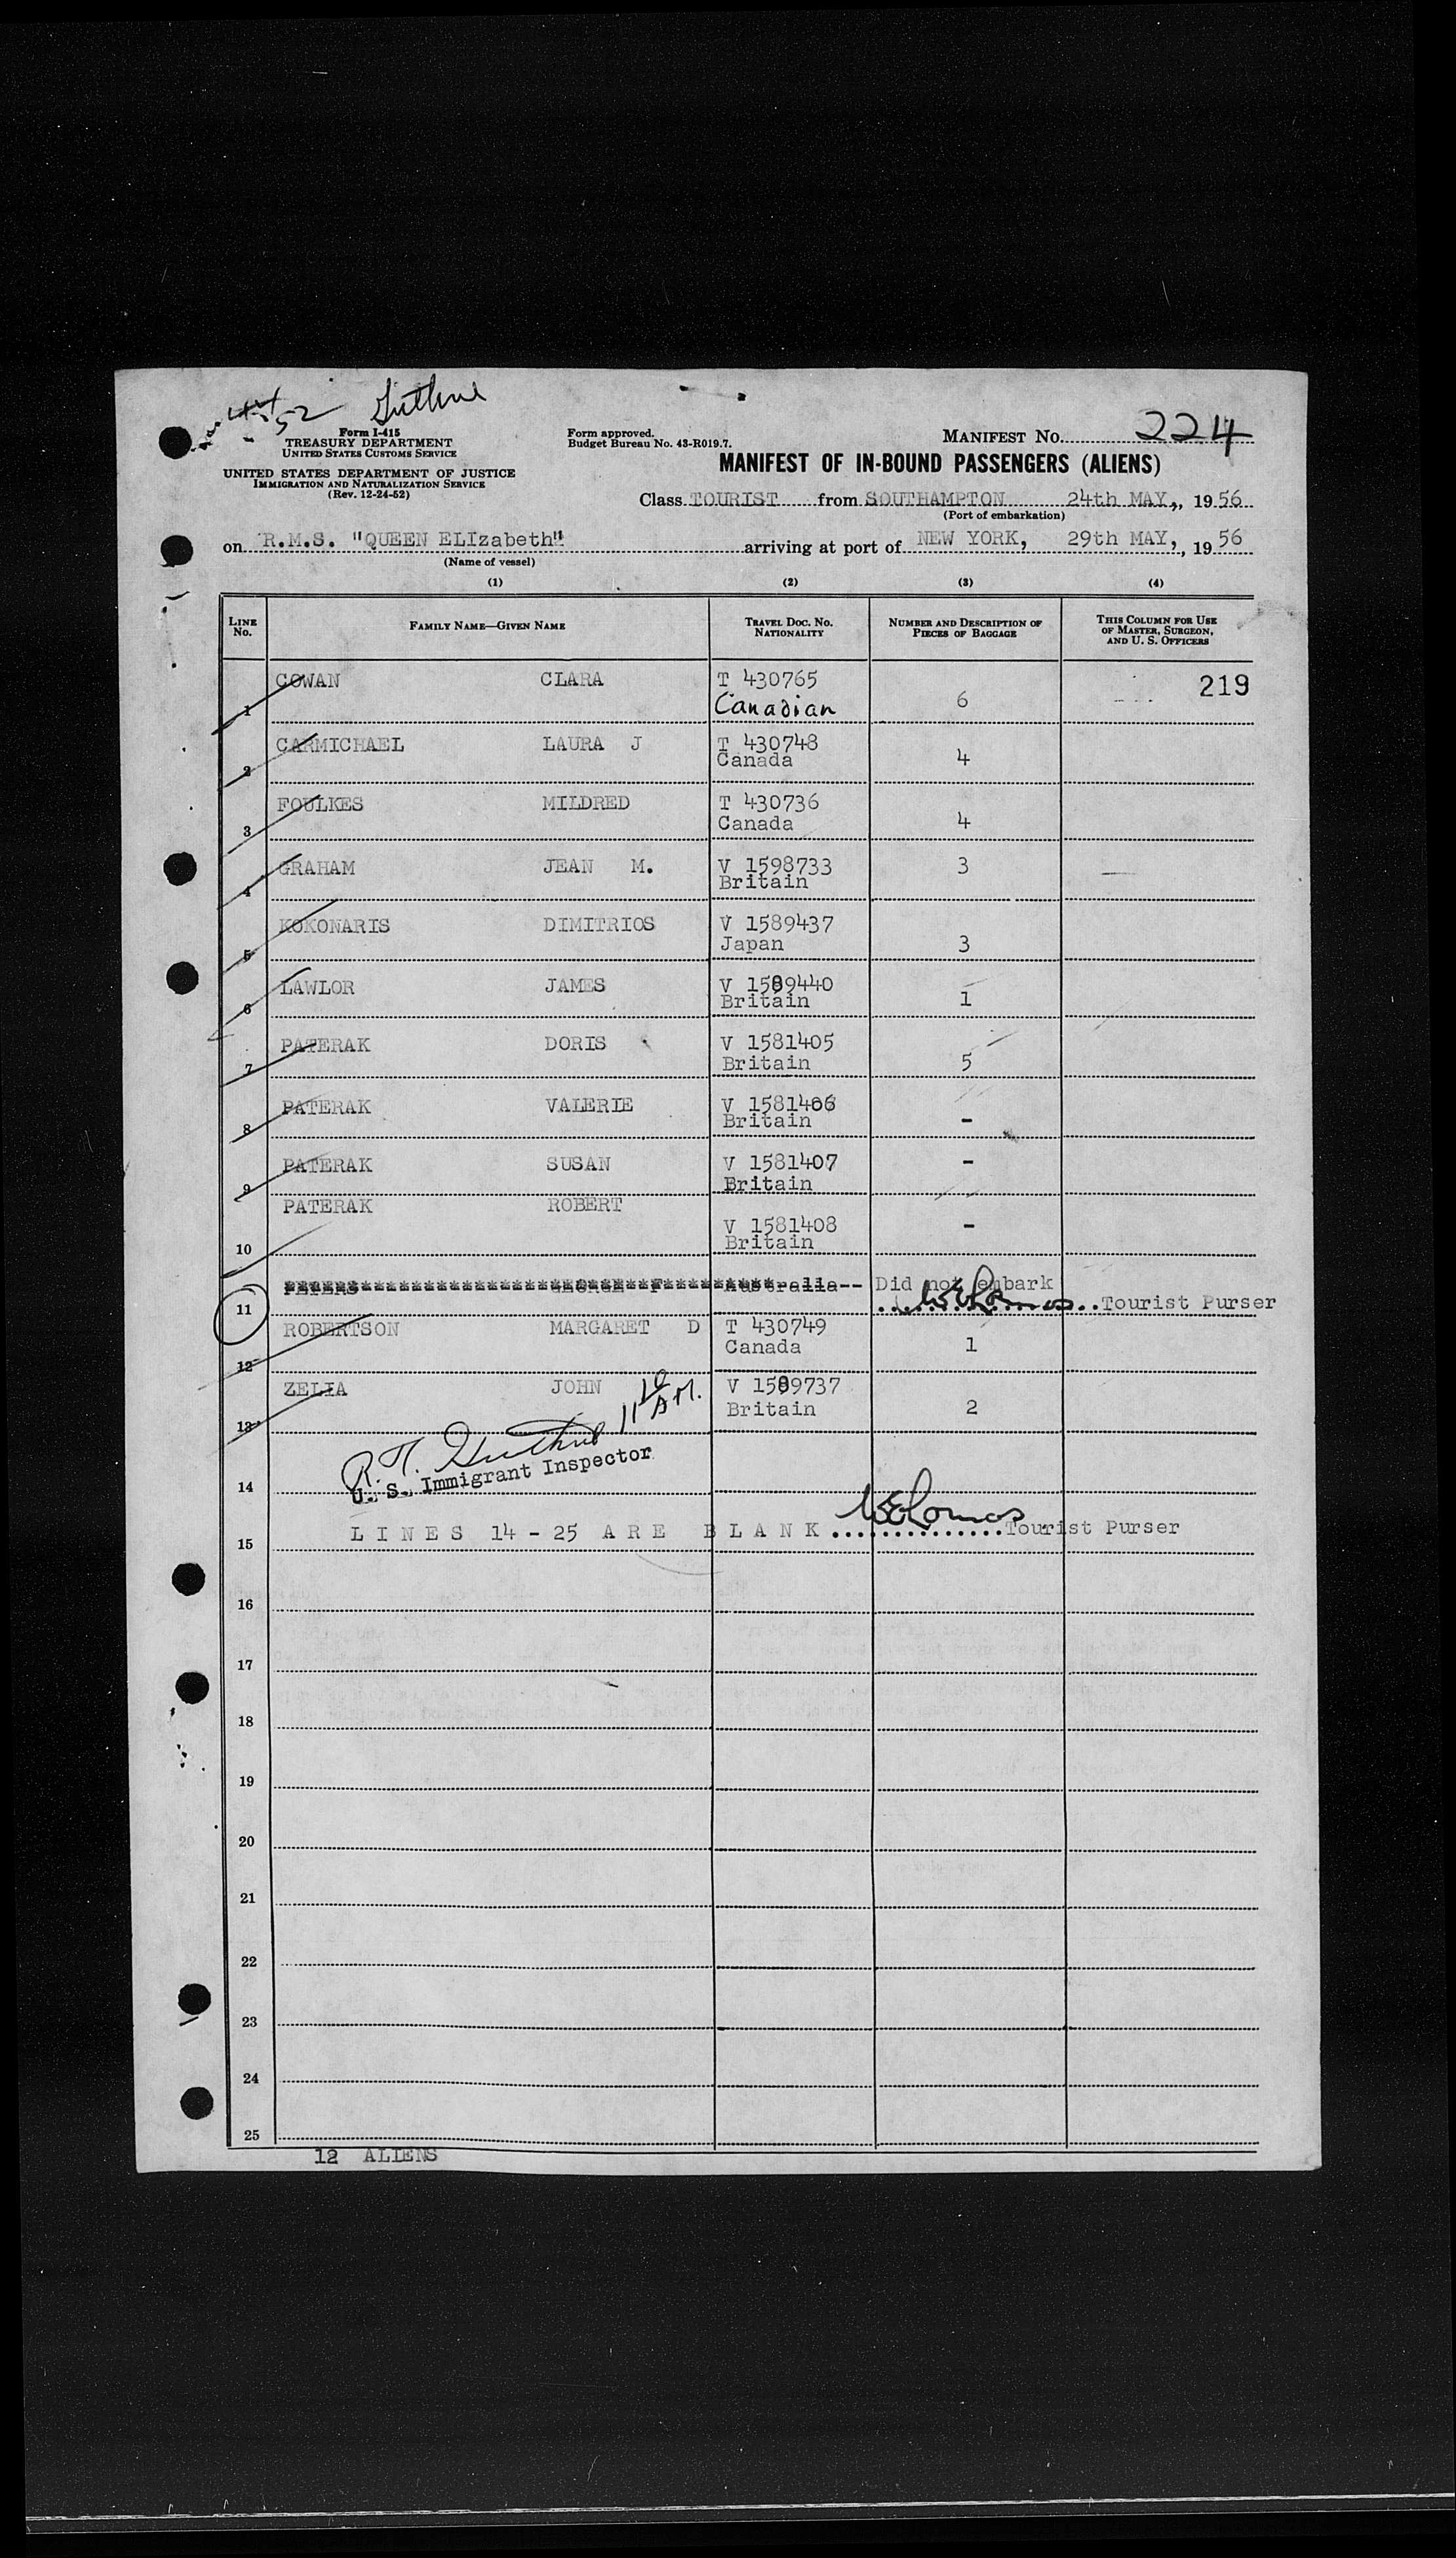 52 Guthrie
Form I-415
TREASURY DEPARTMENT
UNITED STATES CUSTOMS SERVICE
UNITED STATES DEPARTMENT OF JUSTICE
IMMIGRATION AND NATURALIZATION SERVICE
(Rev. 12-24-52)
Form approved.
Budget Bureau No. 43-R019.7.
MANIFEST NO. 224
MANIFEST OF IN-BOUND PASSENGERS (ALIENS)
Class TOURIST from SOUTHAMPTON 24th MAY, 1956
(Port of embarkation)
on R.M.S. "QUEEN ELIzabeth" arriving at port of NEW YORK, 29th MAY, 1956
(Name of vessel)
(1) (2) (3) (4)
LINE No. FAMILY NAME—GIVEN NAME TRAVEL DOC. NO. NATIONALITY NUMBER AND DESCRIPTION OF PIECES OF BAGGAGE THIS COLUMN FOR USE OF MASTER, SURGEON, AND U. S. OFFICERS
1 COWAN CLARA T 430765 Canadian 6 219
2 CARMICHAEL LAURA J T 430748 Canada 4
3 FOULKES MILDRED T 430736 Canada 4
4 GRAHAM JEAN M. V 1598733 Britain 3
5 KOKONARIS DIMITRIOS V 1589437 Japan 3
6 LAWLOR JAMES V 1589440 Britain 1
7 PATERAK DORIS V 1581405 Britain 5
8 PATERAK VALERIE V 1581406 Britain -
9 PATERAK SUSAN V 1581407 Britain -
10 PATERAK ROBERT V 1581408 Britain -
11 PETERS GEORGE F Australia-- Did not embark
W E Lomas Tourist Purser
12 ROBERTSON MARGARET D T 430749 Canada 1
13 ZELIA JOHN V 1589737 Britain 2
R. H. Guthrie 11 10 A.M.
U. S. Immigrant Inspector
14
15 LINES 14 - 25 ARE BLANK W E Lomas Tourist Purser
16
17
18
19
20
21
22
23
24
25
12 ALIENS